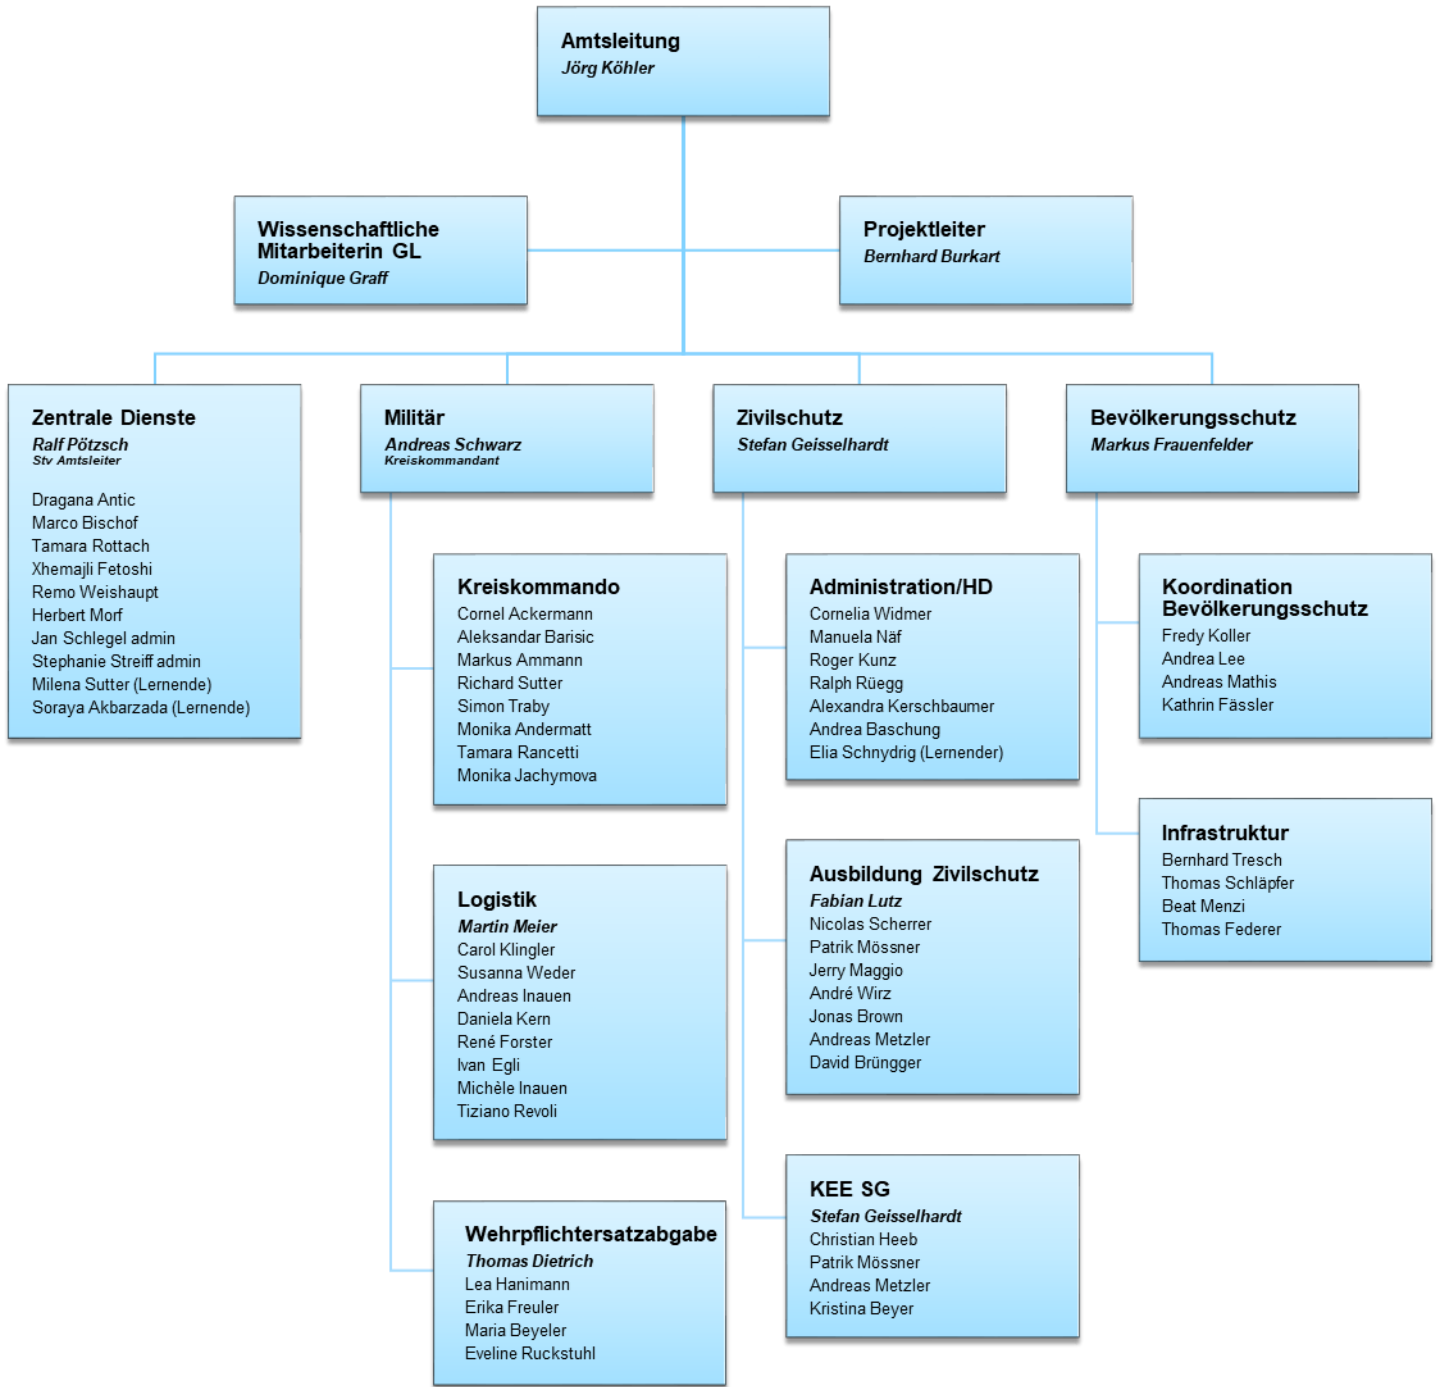 Amtsleitung
Jörg Köhler
Wissenschaftliche
Mitarbeiterin GL
Dominique Graff
Projektleiter
Bernhard Burkart
Zentrale Dienste
Ralf Pötzsch
Stv Amtsleiter
Dragana Antic
Marco Bischof
Tamara Rottach
Xhemajli Fetoshi
Remo Weishaupt
Herbert Morf
Jan Schlegel admin
Stephanie Streiff admin
Milena Sutter (Lernende)
Soraya Akbarzada (Lernende)
Militär
Andreas Schwarz
Kreiskommandant
Kreiskommando
Cornel Ackermann
Aleksandar Barisic
Markus Ammann
Richard Sutter
Simon Traby
Monika Andermatt
Tamara Rancetti
Monika Jachymova
Logistik
Martin Meier
Carol Klingler
Susanna Weder
Andreas Inauen
Daniela Kern
René Forster
Ivan Egli
Michèle Inauen
Tiziano Revoli
Wehrpflichtersatzabgabe
Thomas Dietrich
Lea Hanimann
Erika Freuler
Maria Beyeler
Eveline Ruckstuhl
Zivilschutz
Stefan Geisselhardt
Administration/HD
Cornelia Widmer
Manuela Näf
Roger Kunz
Ralph Rüegg
Alexandra Kerschbaumer
Andrea Baschung
Elia Schnydrig (Lernender)
Ausbildung Zivilschutz
Fabian Lutz
Nicolas Scherrer
Patrik Mössner
Jerry Maggio
André Wirz
Jonas Brown
Andreas Metzler
David Brüngger
KEE SG
Stefan Geisselhardt
Christian Heeb
Patrik Mössner
Andreas Metzler
Kristina Beyer
Bevölkerungsschutz
Markus Frauenfelder
Koordination
Bevölkerungsschutz
Fredy Koller
Andrea Lee
Andreas Mathis
Kathrin Fässler
Infrastruktur
Bernhard Tresch
Thomas Schläpfer
Beat Menzi
Thomas Federer